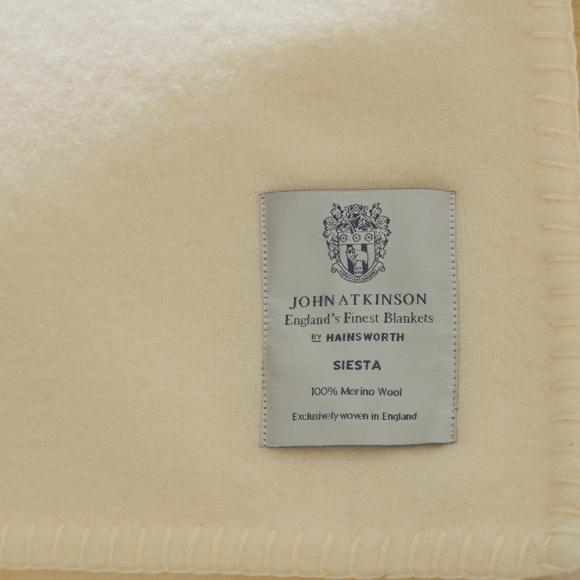 JOHN ATKINSON
England's Finest Blankets
BY HAINSWORTH
SIESTA
100% Merino Wool
Exclusively woven in England